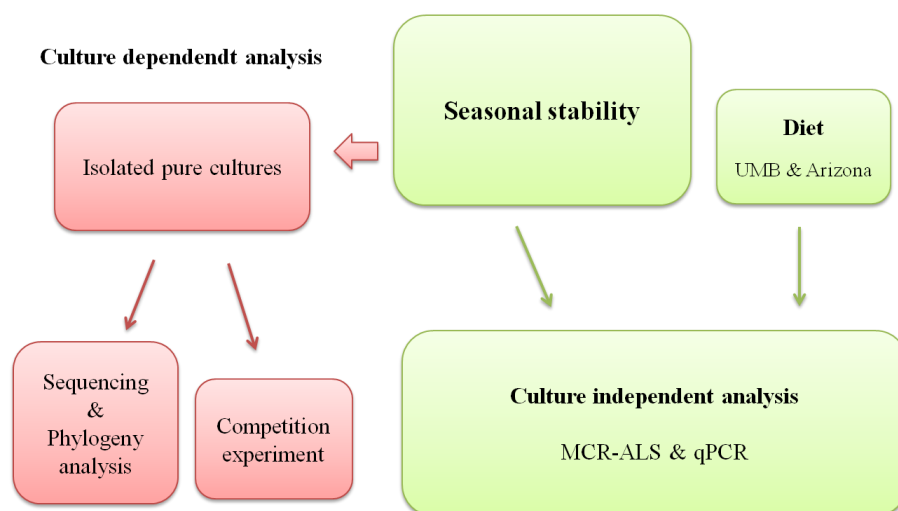 Culture dependendt analysis
Seasonal stability
Diet
UMB & Arizona
Isolated pure cultures
Sequencing
&
Phylogeny
analysis
Competition
experiment
Culture independent analysis
MCR-ALS & qPCR